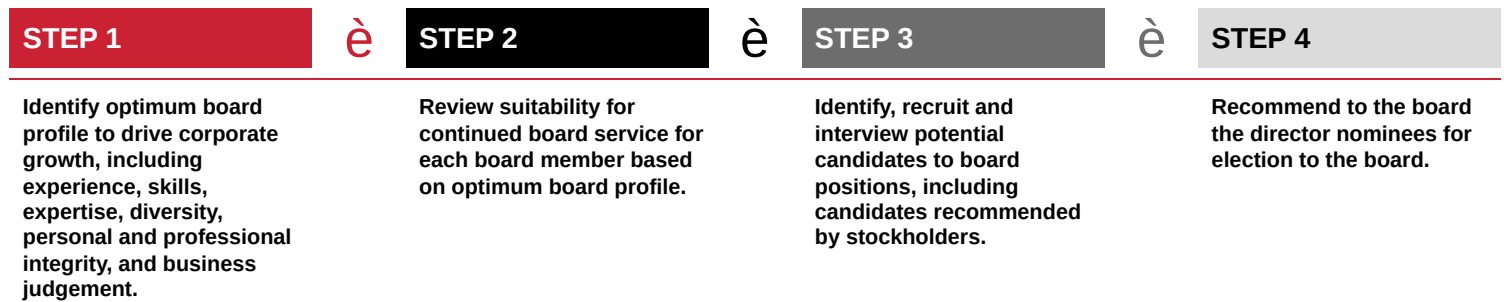 STEP 1 è STEP 2 è STEP 3 è STEP 4
Identify optimum board
profile to drive corporate
growth, including
experience, skills,
expertise, diversity,
personal and professional
integrity, and business
judgement.
Review suitability for
continued board service for
each board member based
on optimum board profile.
Identify, recruit and
interview potential
candidates to board
positions, including
candidates recommended
by stockholders.
Recommend to the board
the director nominees for
election to the board.